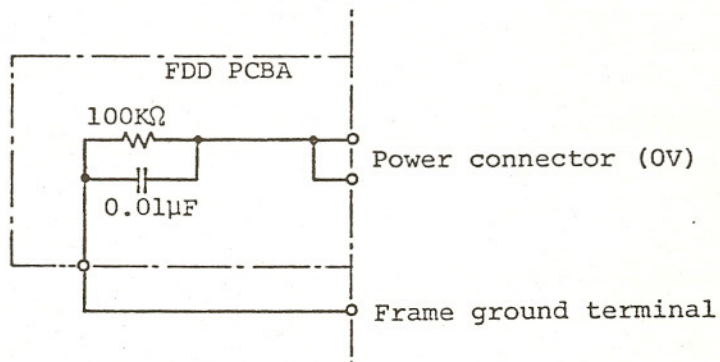 FDD PCBA
100KΩ
0.01µF
Power connector (0V)
Frame ground terminal